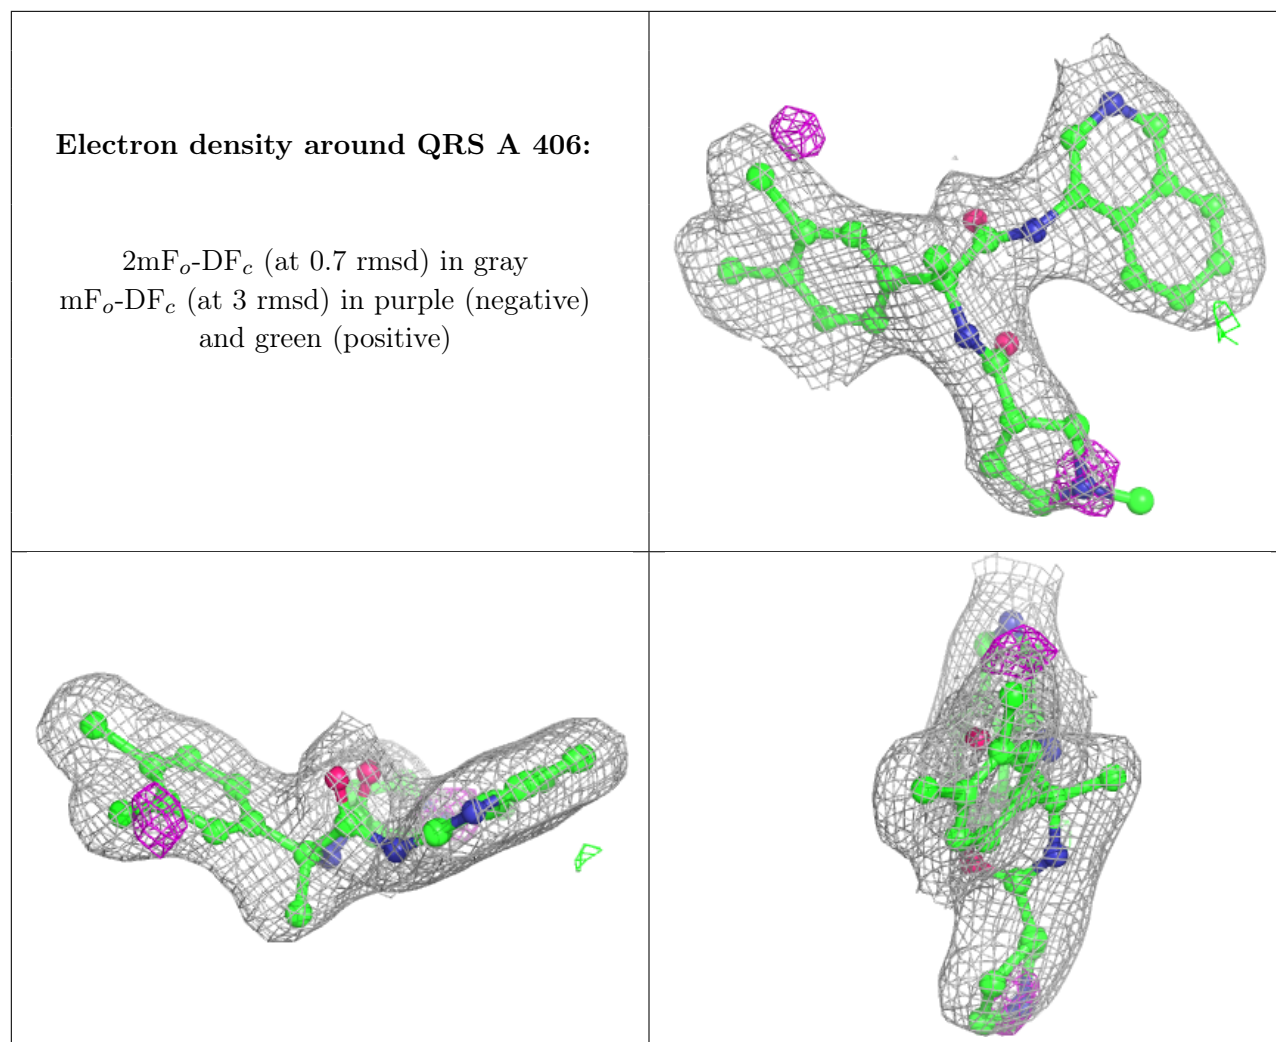 Electron density around QRS A 406:
2mFo-DFc (at 0.7 rmsd) in gray
mFo-DFc (at 3 rmsd) in purple (negative)
and green (positive)